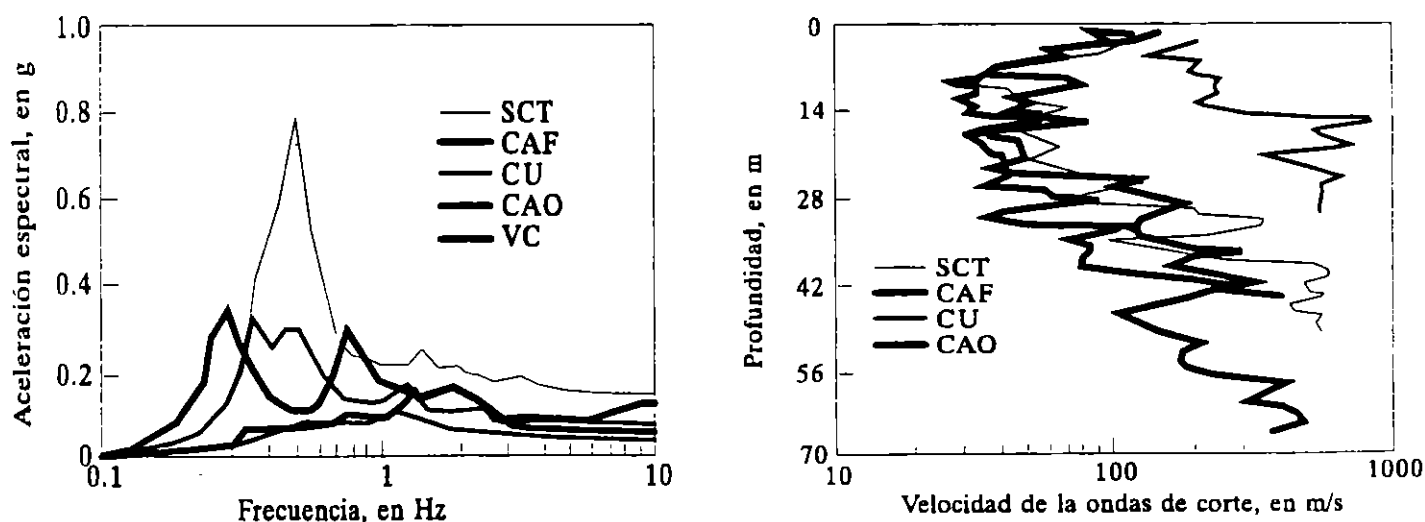 Aceleración espectral, en g
1.0
0.8
0.6
0.4
0.2
0
SCT
CAF
CU
CAO
VC
0.1
1
10
Frecuencia, en Hz
Profundidad, en m
0
14
28
42
56
70
SCT
CAF
CU
CAO
10
100
1000
Velocidad de la ondas de corte, en m/s